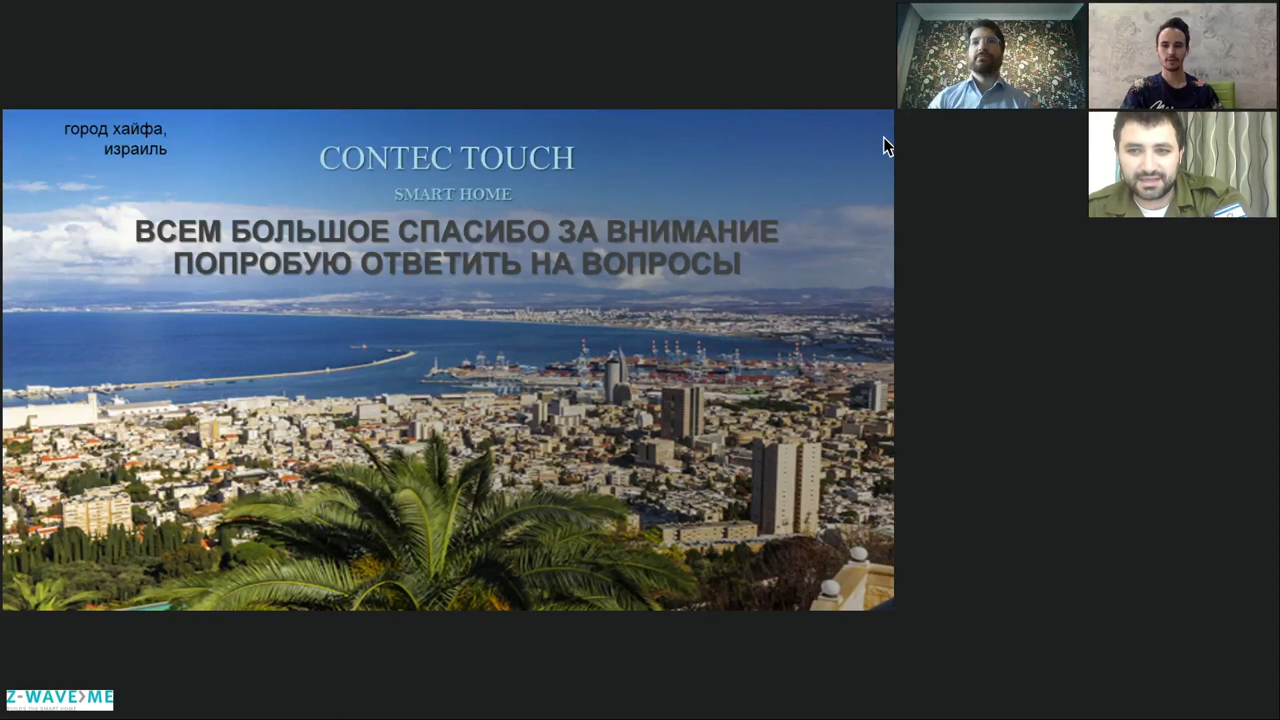 город хайфа,
израиль
CONTEC TOUCH
SMART HOME
ВСЕМ БОЛЬШОЕ СПАСИБО ЗА ВНИМАНИЕ
ПОПРОБУЮ ОТВЕТИТЬ НА ВОПРОСЫ
Z-WAVE>ME